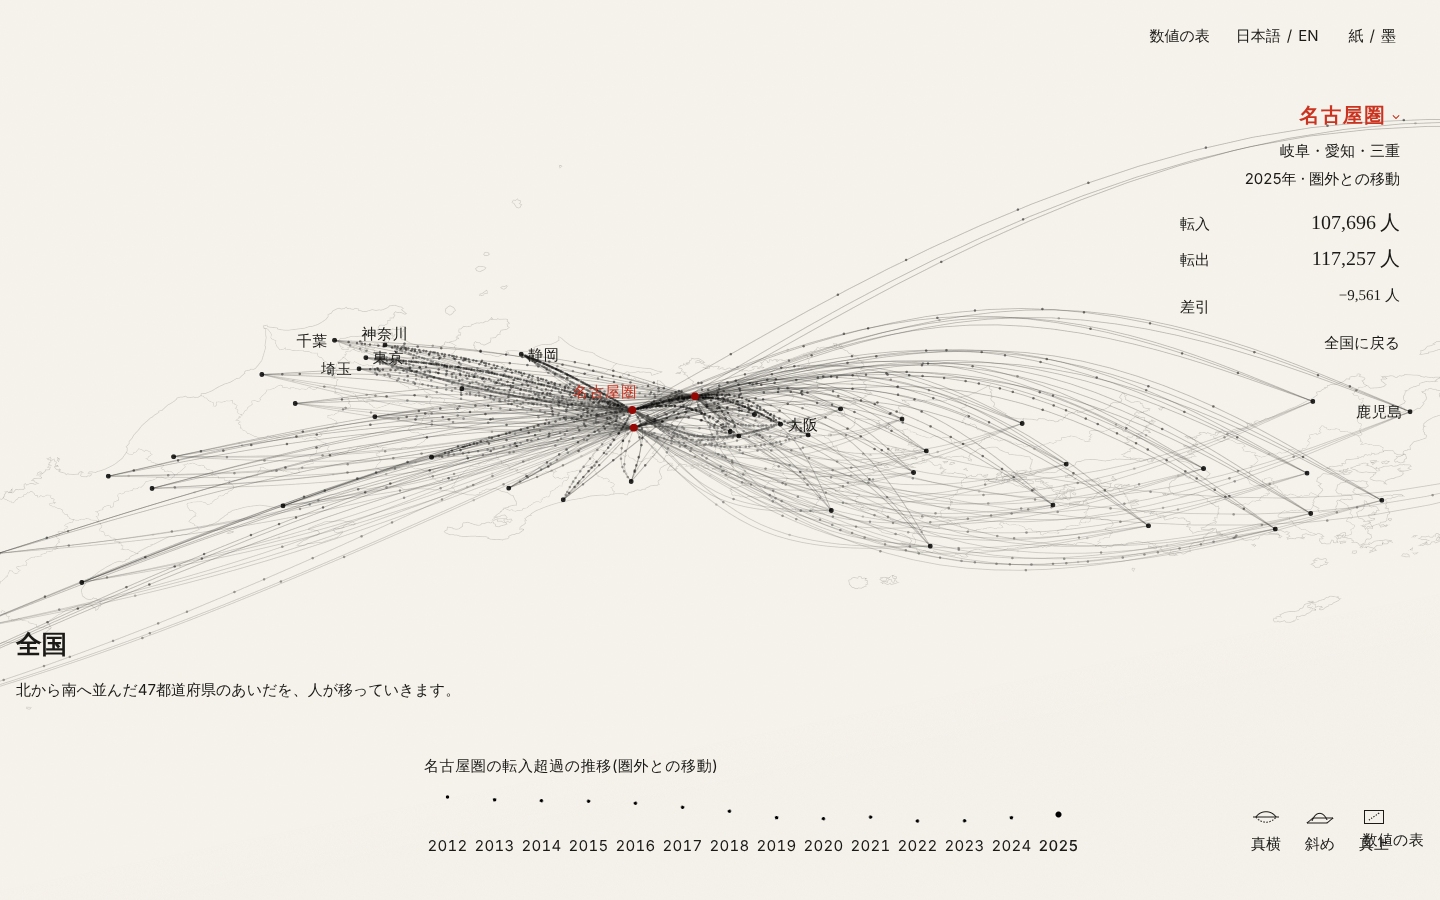 数値の表 日本語 / EN 紙 / 墨
名古屋圏
岐阜・愛知・三重
2025年・圏外との移動
転入 107,696 人
転出 117,257 人
差引 −9,561 人
全国に戻る
千葉
神奈川
東京
埼玉
静岡
名古屋圏
大阪
鹿児島
全国
北から南へ並んだ47都道府県のあいだを、人が移っていきます。
名古屋圏の転入超過の推移(圏外との移動)
2012 2013 2014 2015 2016 2017 2018 2019 2020 2021 2022 2023 2024 2025
真横 斜め 真上
数値の表